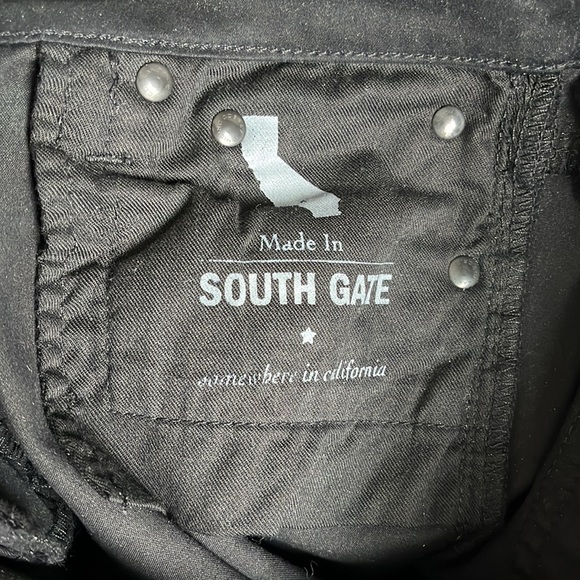 Made In
SOUTH GATE
somewhere in california